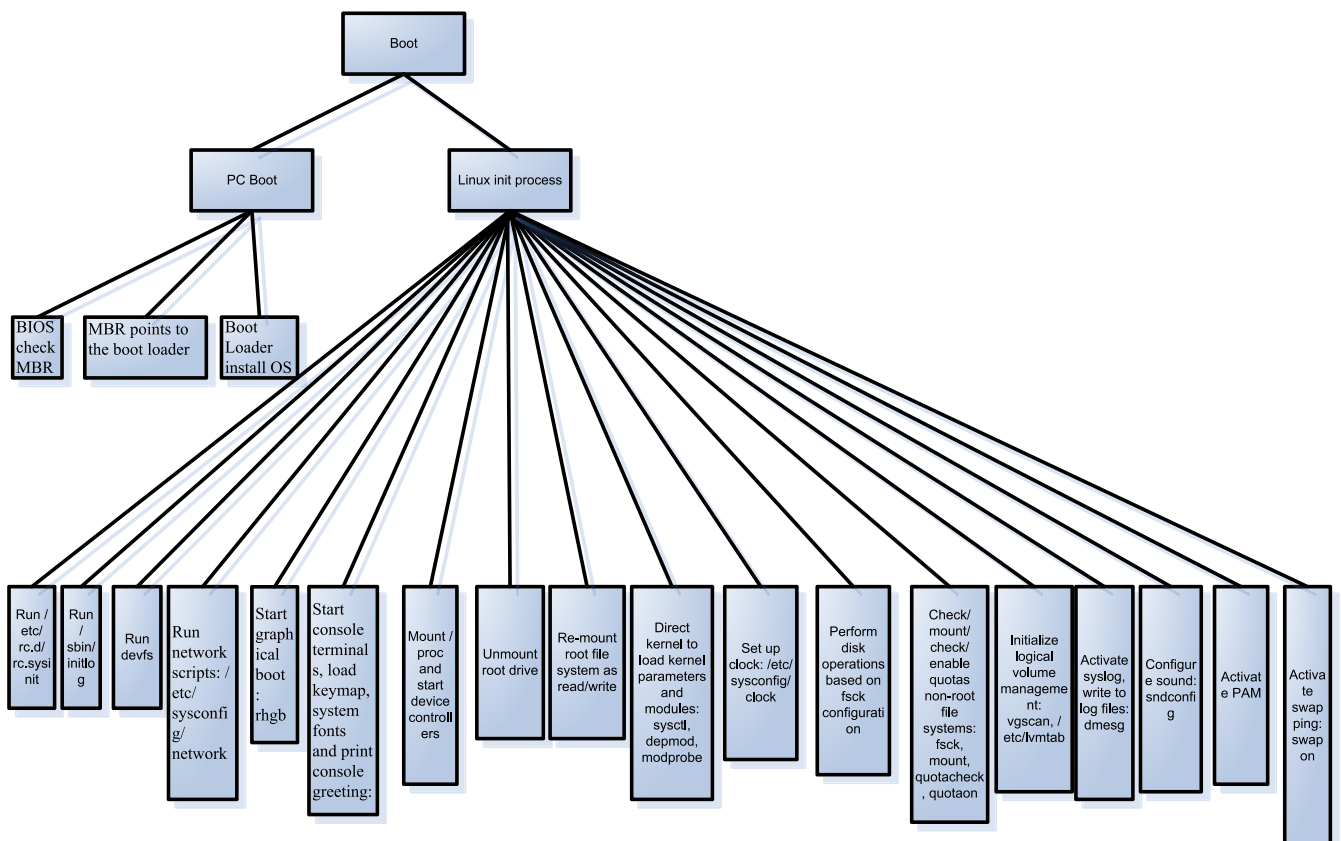 Boot
PC Boot
Linux init process
BIOS
check
MBR
MBR points to
the boot loader
Boot
Loader
install OS
Run /
etc/
rc.d/
rc.sysi
nit
Run
/
sbin/
initlo
g
Run
devfs
Run
network
scripts: /
etc/
sysconfi
g/
network
Start
graph
ical
boot
:
rhgb
Start
console
terminal
s, load
keymap,
system
fonts
and print
console
greeting:
Mount /
proc and
start
device
controll
ers
Unmount
root drive
Re-mount
root file
system as
read/write
Direct
kernel to
load kernel
parameters
and
modules:
sysctl,
depmod,
modprobe
Set up
clock: /etc/
sysconfig/
clock
Perform
disk
operations
based on
fsck
configurati
on
Check/
mount/
check/
enable
quotas
non-root
file
systems:
fsck,
mount,
quotacheck
, quotaon
Initialize
logical
volume
manageme
nt:
vgscan, /
etc/lvmtab
Activate
syslog,
write to
log files:
dmesg
Configur
e sound:
sndconfi
g
Activat
e PAM
Activa
te
swap
ping:
swap
on